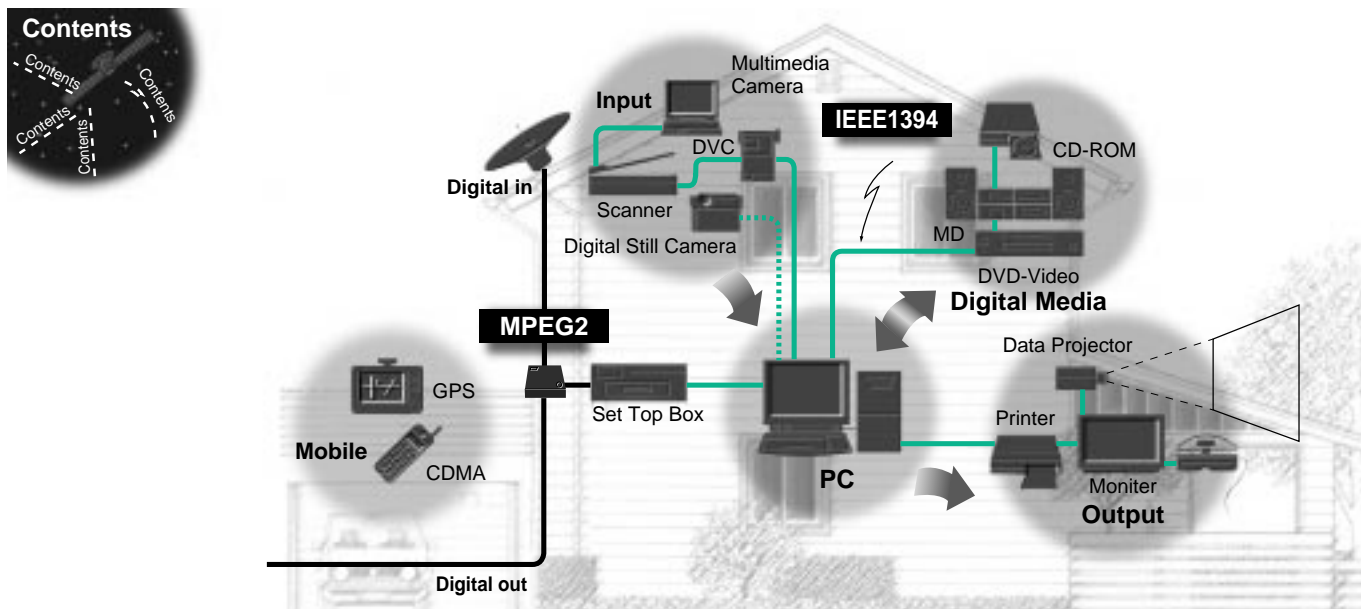 Contents
Contents
Contents
Contents
Contents
Multimedia
Camera
Input
IEEE1394
DVC
CD-ROM
Digital in
Scanner
MD
Digital Still Camera
DVD-Video
Digital Media
MPEG2
Data Projector
GPS
Set Top Box
Printer
Mobile
CDMA
PC
Moniter
Output
Digital out